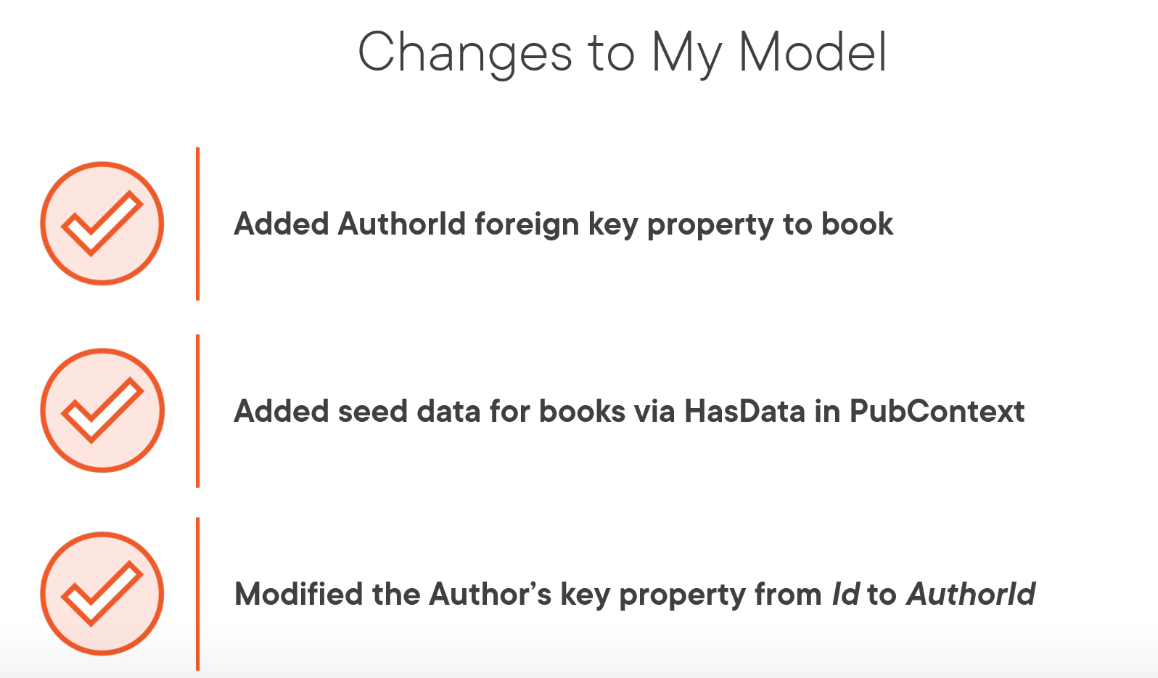 Changes to My Model
Added AuthorId foreign key property to book
Added seed data for books via HasData in PubContext
Modified the Author’s key property from Id to AuthorId